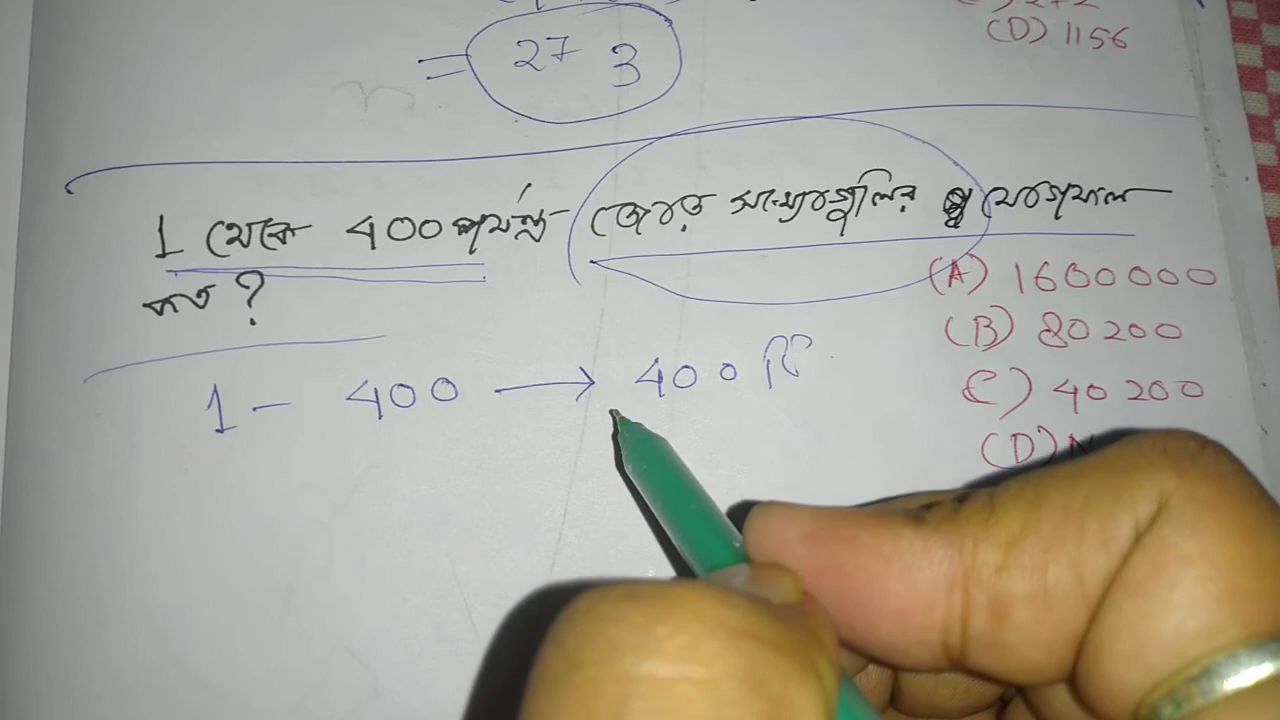 (D) 1156
= 27 3
1 থেকে 400 পর্যন্ত জোড় সংখ্যাগুলির যোগফল
কত ?
(A) 1600000
(B) 80200
C) 40200
(D) N
1 - 400 → 400 টি